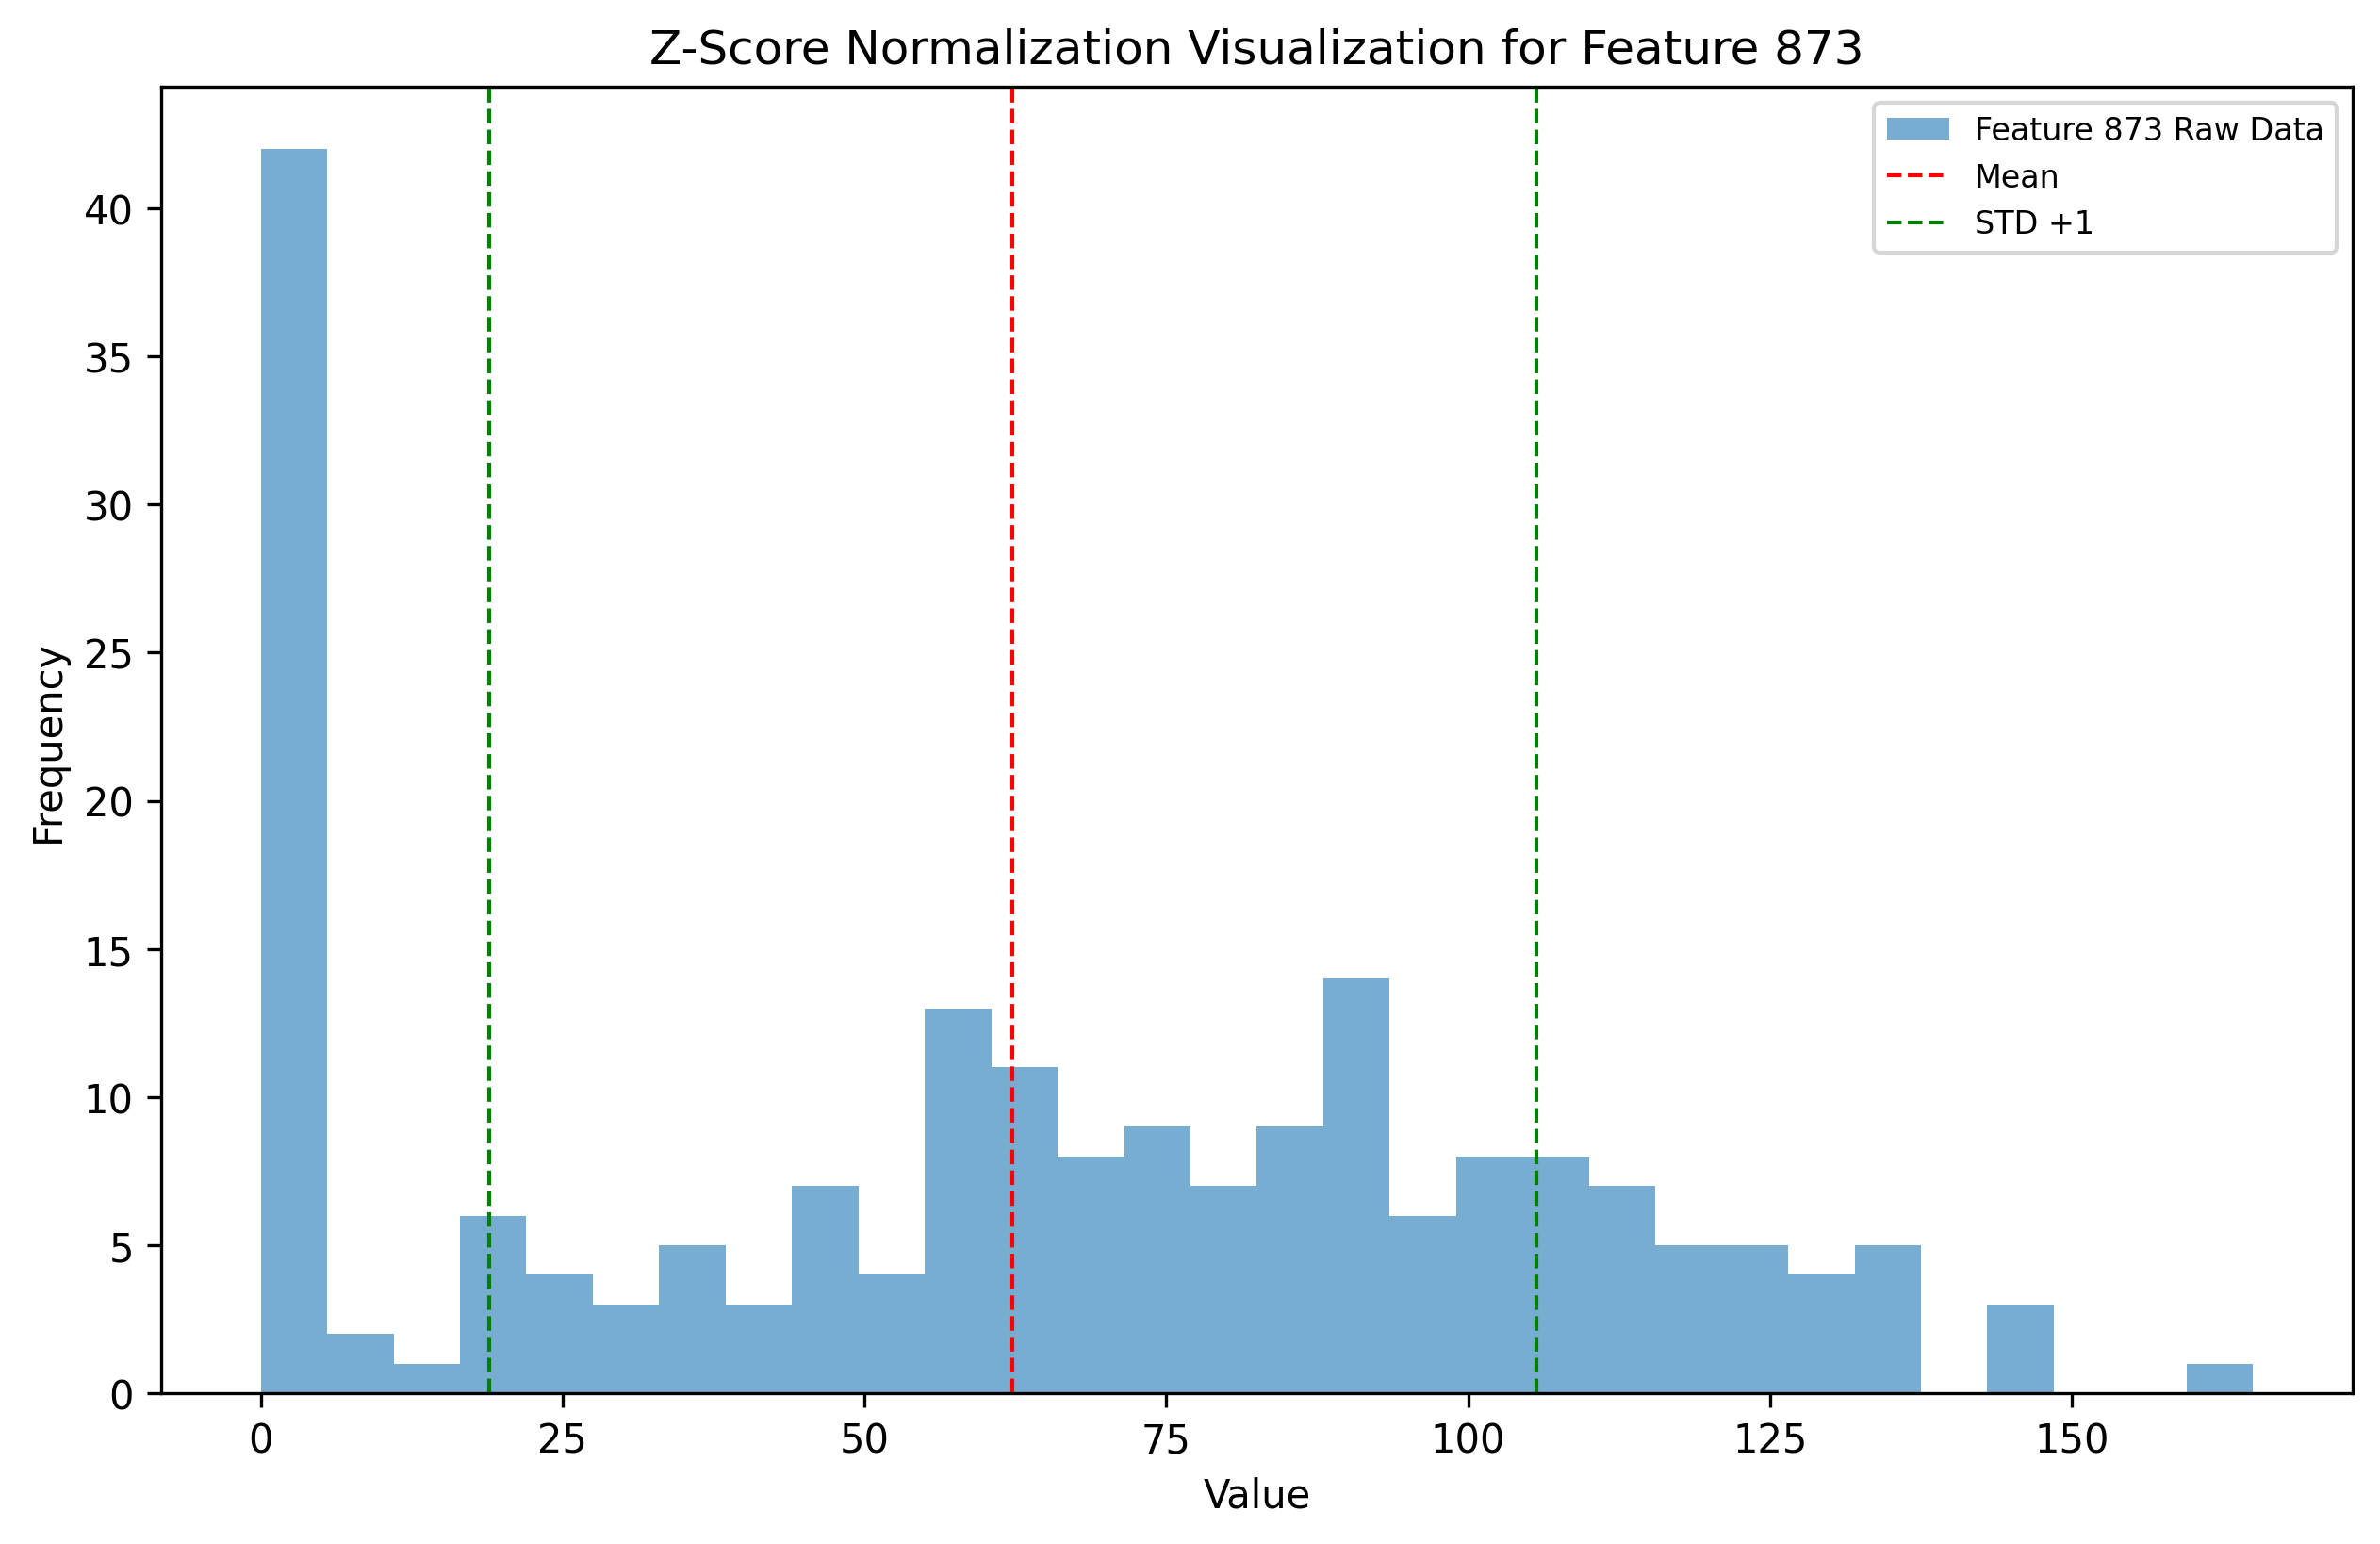 Z-Score Normalization Visualization for Feature 873
Feature 873 Raw Data
Mean
STD +1
40
35
30
25
20
15
10
5
0
Frequency
0 25 50 75 100 125 150
Value